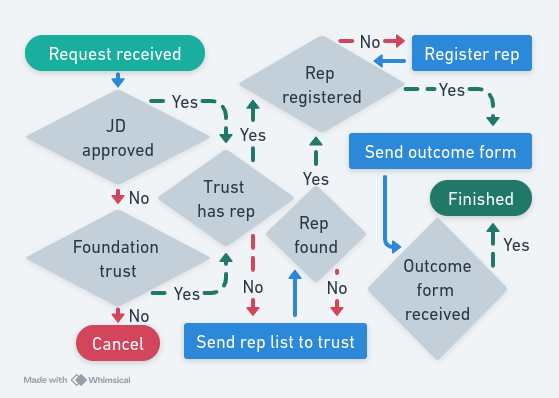 Request received
No
Register rep
Rep
registered
Yes
Yes
JD
approved
Yes
Send outcome form
No
Trust
has rep
Yes
Finished
Foundation
trust
Rep
found
Yes
Outcome
form
received
Yes
No
No
No
Cancel
Send rep list to trust
Made with Whimsical